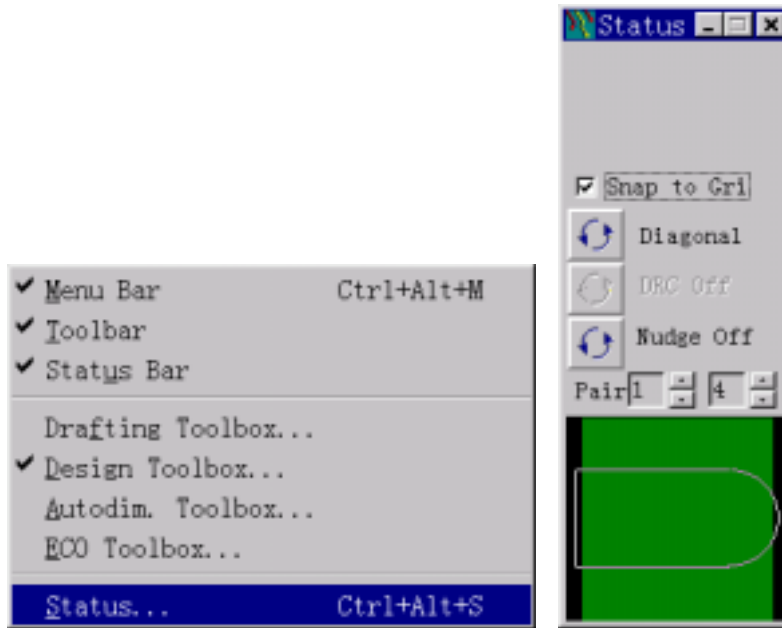 Status
Snap to Gri
Diagonal
DRC Off
Nudge Off
Pair 1 4
Menu Bar Ctrl+Alt+M
Toolbar
Status Bar
Drafting Toolbox...
Design Toolbox...
Autodim. Toolbox...
ECO Toolbox...
Status... Ctrl+Alt+S